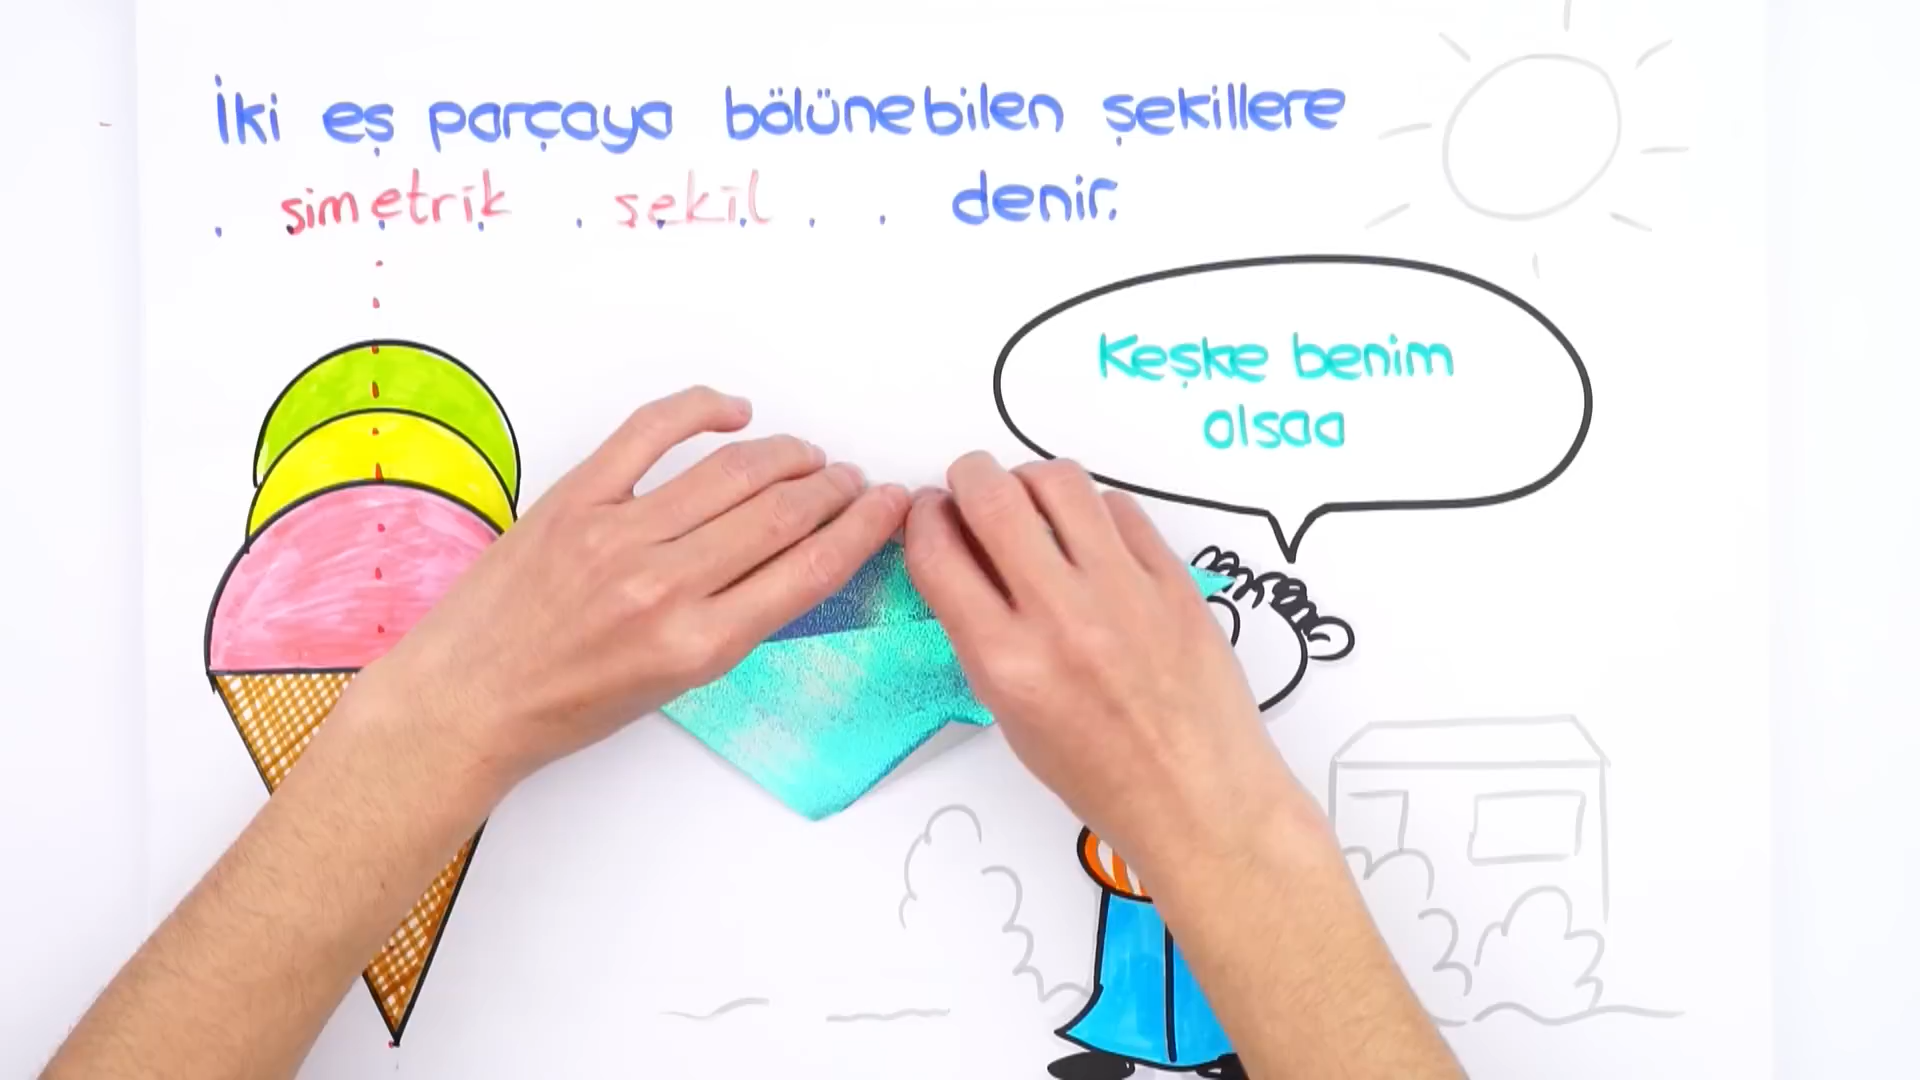 İki eş parçaya bölünebilen şekillere
simetrik şekil denir.
Keşke benim
olsaa